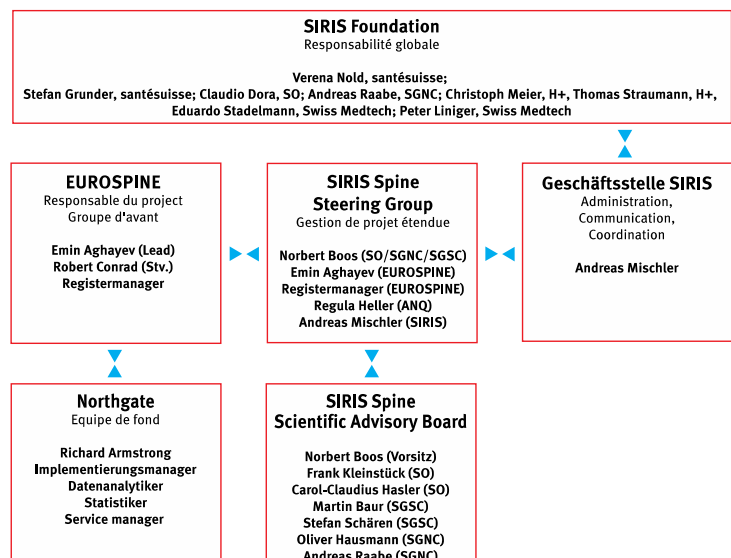 SIRIS Foundation
Responsabilité globale
Verena Nold, santésuisse;
Stefan Grunder, santésuisse; Claudio Dora, SO; Andreas Raabe, SGNC; Christoph Meier, H+, Thomas Straumann, H+,
Eduardo Stadelmann, Swiss Medtech; Peter Liniger, Swiss Medtech
EUROSPINE
Responsable du project
Groupe d'avant
Emin Aghayev (Lead)
Robert Conrad (Stv.)
Registermanager
SIRIS Spine
Steering Group
Gestion de projet étendue
Norbert Boos (SO/SGNC/SGSC)
Emin Aghayev (EUROSPINE)
Registermanager (EUROSPINE)
Regula Heller (ANQ)
Andreas Mischler (SIRIS)
Geschäftsstelle SIRIS
Administration,
Communication,
Coordination
Andreas Mischler
Northgate
Equipe de fond
Richard Armstrong
Implementierungsmanager
Datenanalytiker
Statistiker
Service manager
SIRIS Spine
Scientific Advisory Board
Norbert Boos (Vorsitz)
Frank Kleinstück (SO)
Carol-Claudius Hasler (SO)
Martin Baur (SGSC)
Stefan Schären (SGSC)
Oliver Hausmann (SGNC)
Andreas Raabe (SGNC)